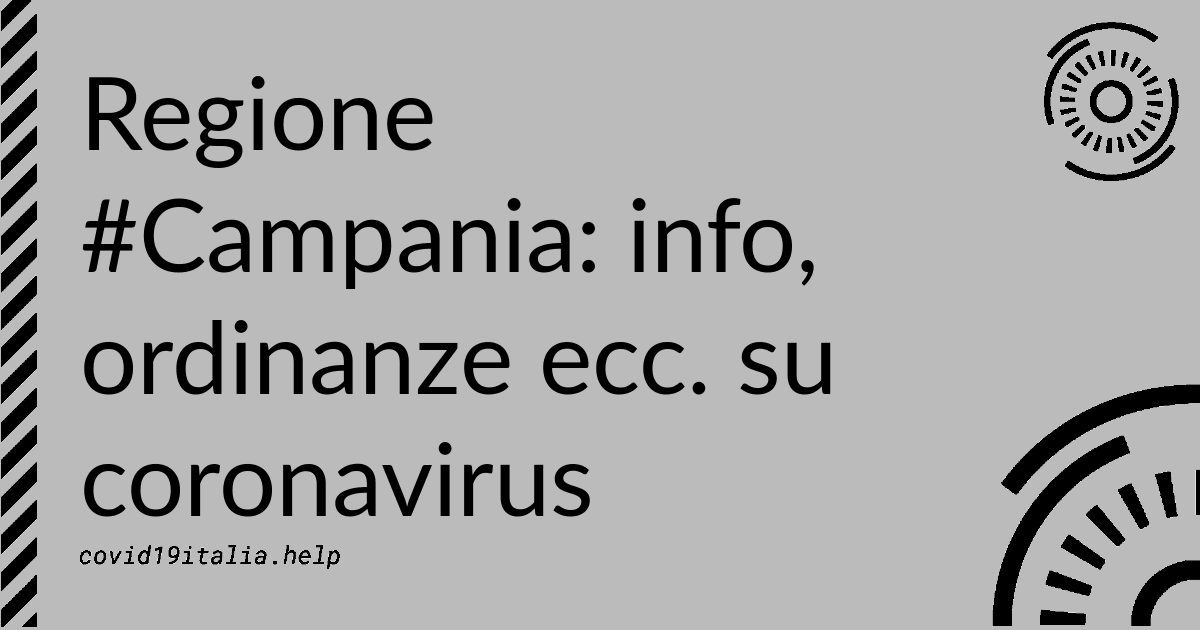 Regione
#Campania: info,
ordinanze ecc. su
coronavirus
covid19italia.help